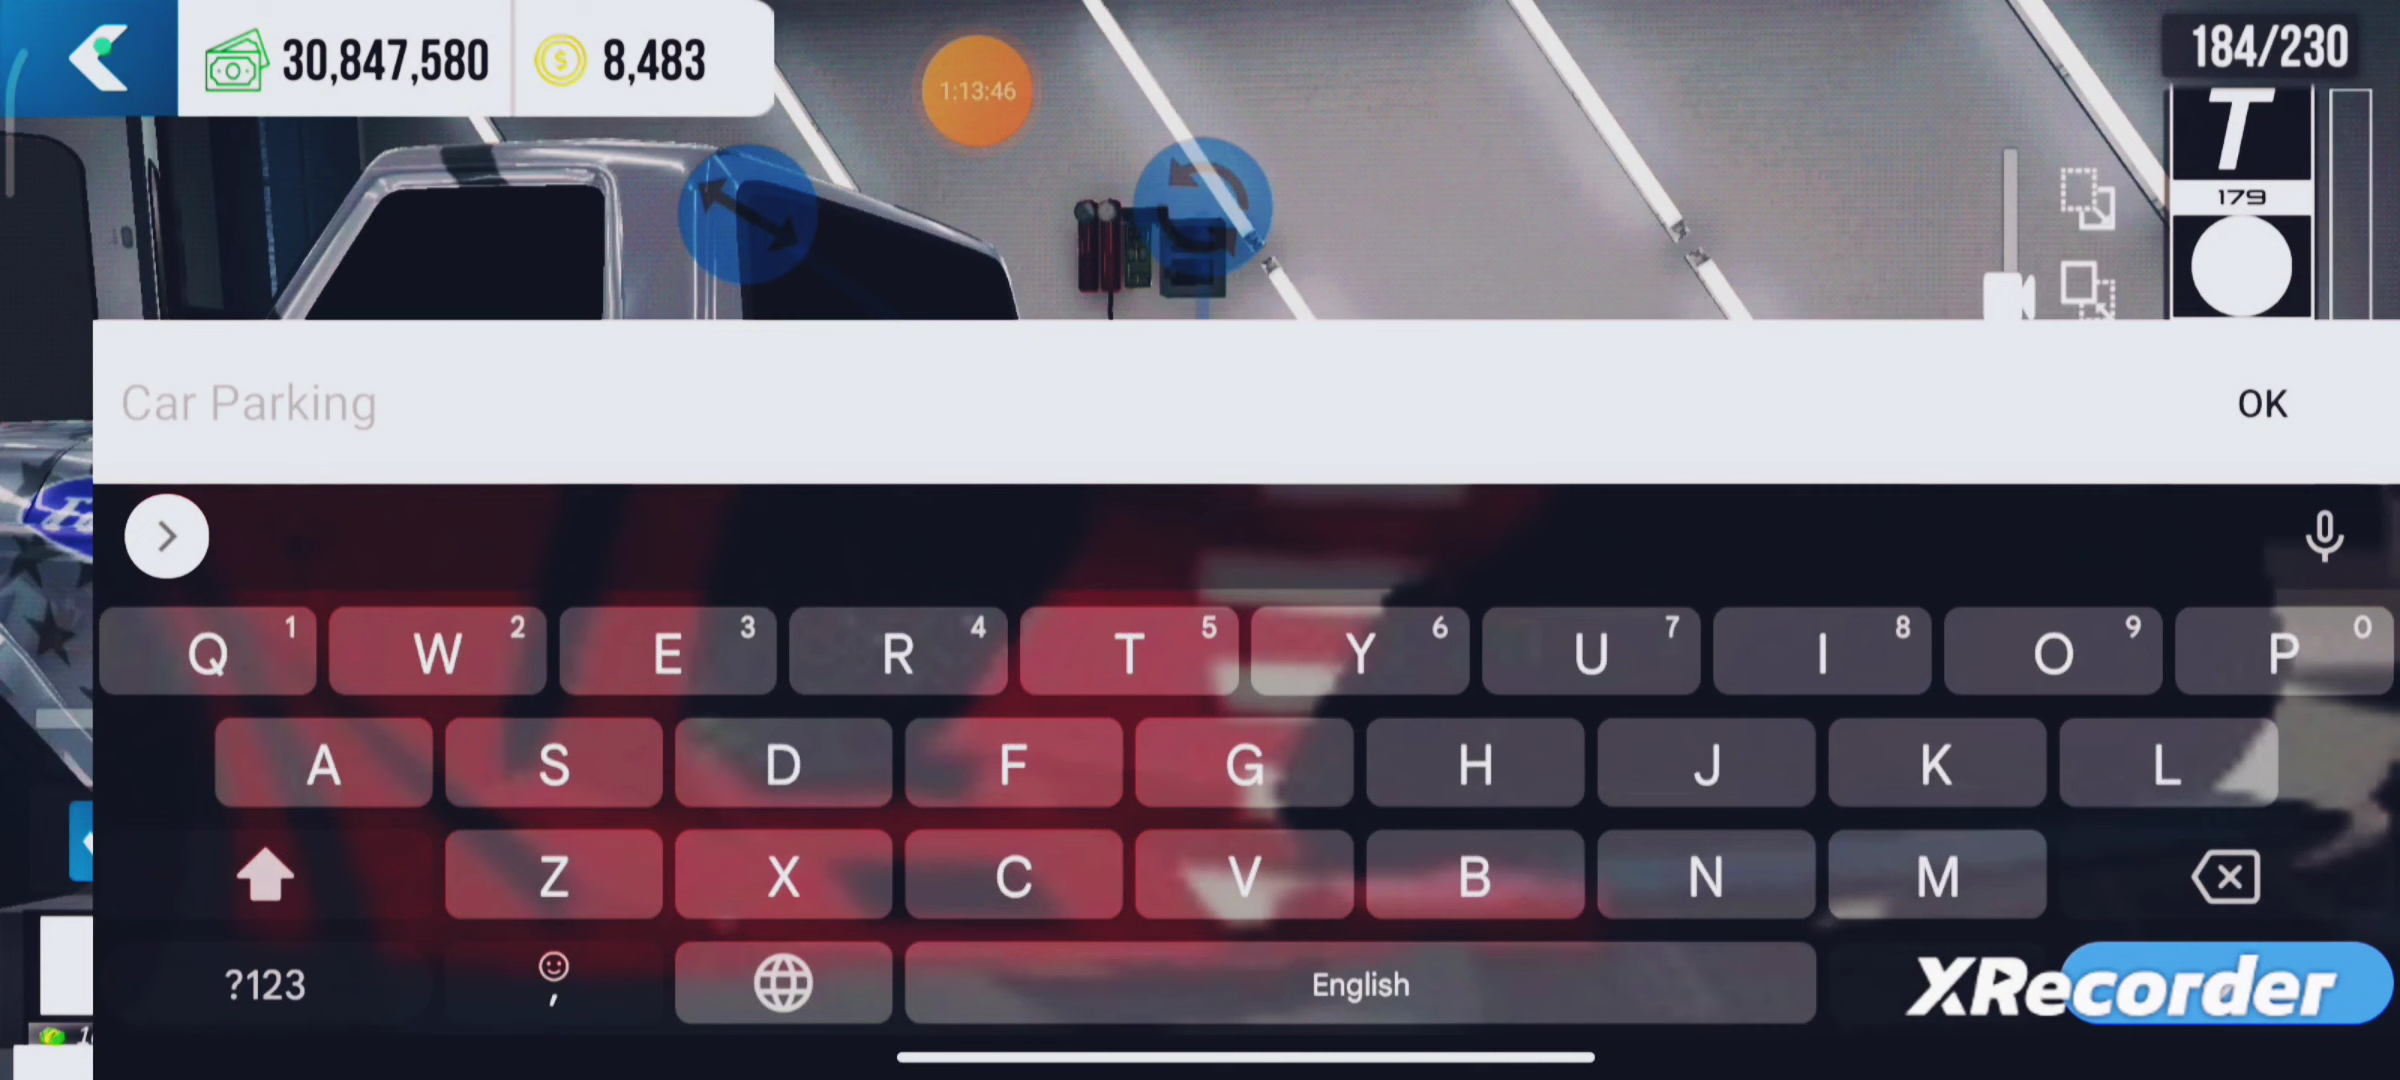 30,847,580
8,483
1:13:46
184/230
T
179
Car Parking
OK
Q 1 W 2 E 3 R 4 T 5 Y 6 U 7 I 8 O 9 P 0
A S D F G H J K L
Z X C V B N M
?123 , English
XRecorder